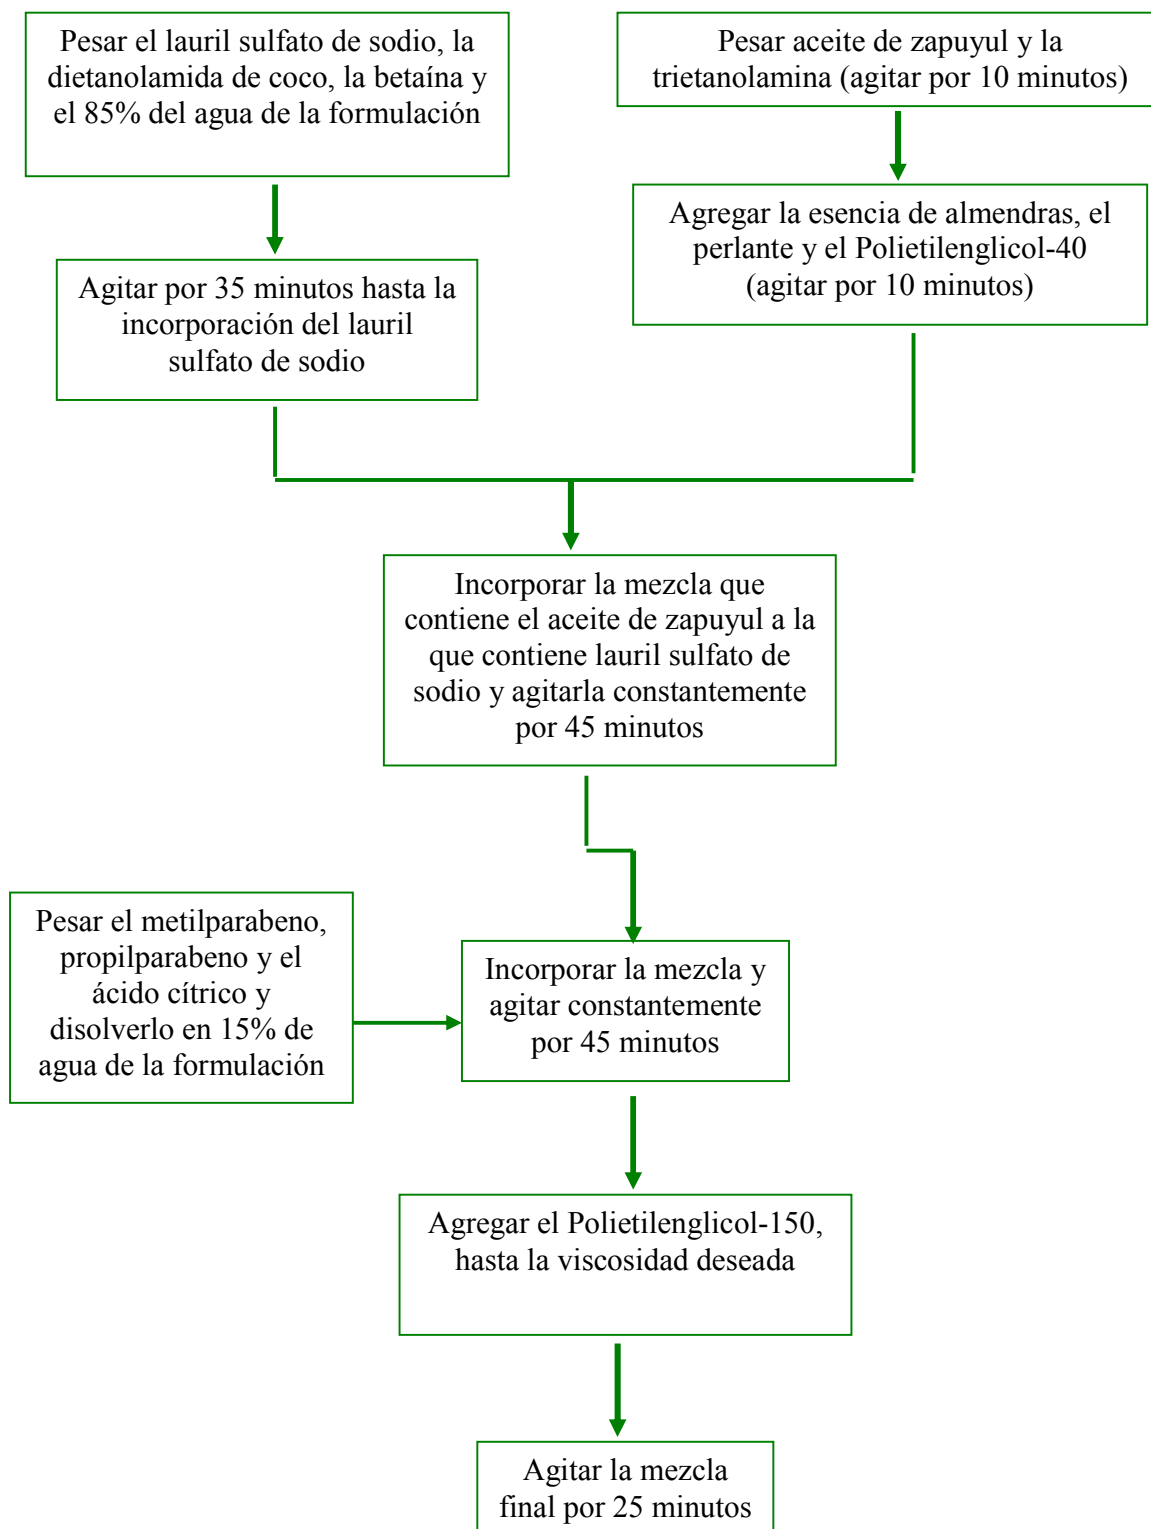 Pesar el lauril sulfato de sodio, la
dietanolamida de coco, la betaína y
el 85% del agua de la formulación
Pesar aceite de zapuyul y la
trietanolamina (agitar por 10 minutos)
Agitar por 35 minutos hasta la
incorporación del lauril
sulfato de sodio
Agregar la esencia de almendras, el
perlante y el Polietilenglicol-40
(agitar por 10 minutos)
Incorporar la mezcla que
contiene el aceite de zapuyul a la
que contiene lauril sulfato de
sodio y agitarla constantemente
por 45 minutos
Pesar el metilparabeno,
propilparabeno y el
ácido cítrico y
disolverlo en 15% de
agua de la formulación
Incorporar la mezcla y
agitar constantemente
por 45 minutos
Agregar el Polietilenglicol-150,
hasta la viscosidad deseada
Agitar la mezcla
final por 25 minutos